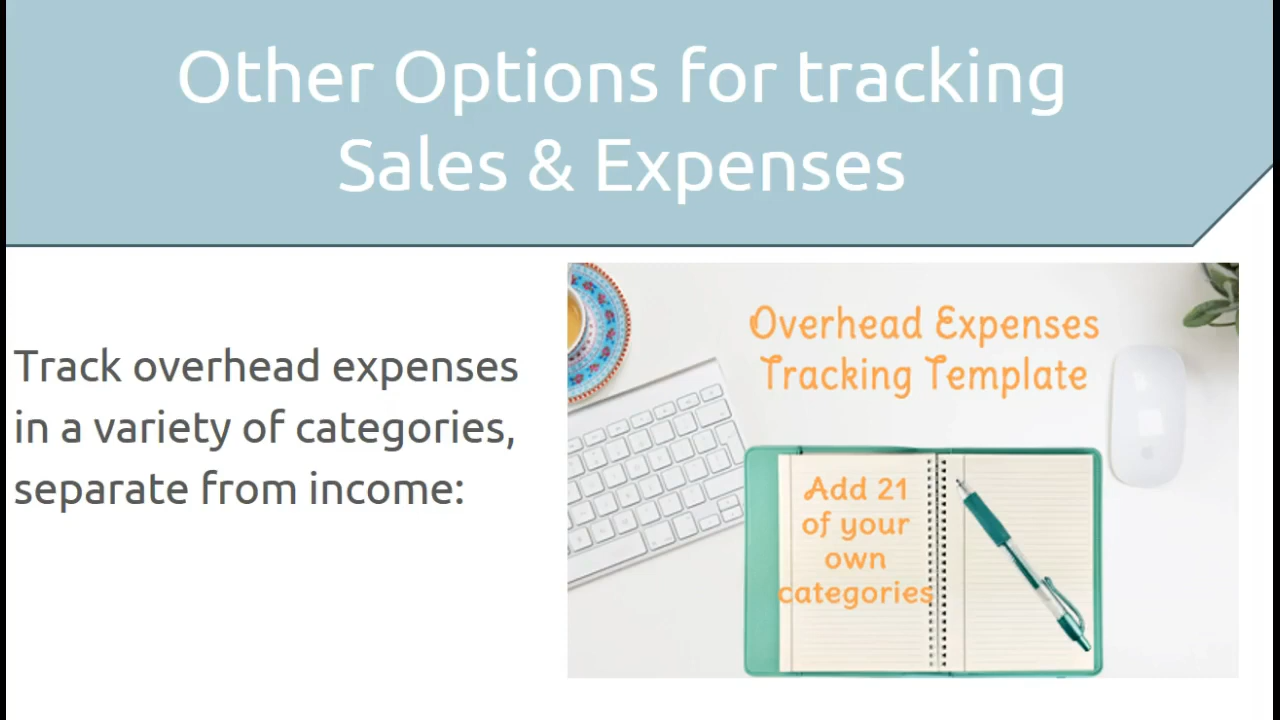 Other Options for tracking
Sales & Expenses
Track overhead expenses
in a variety of categories,
separate from income:
Overhead Expenses
Tracking Template
Add 21
of your
own
categories